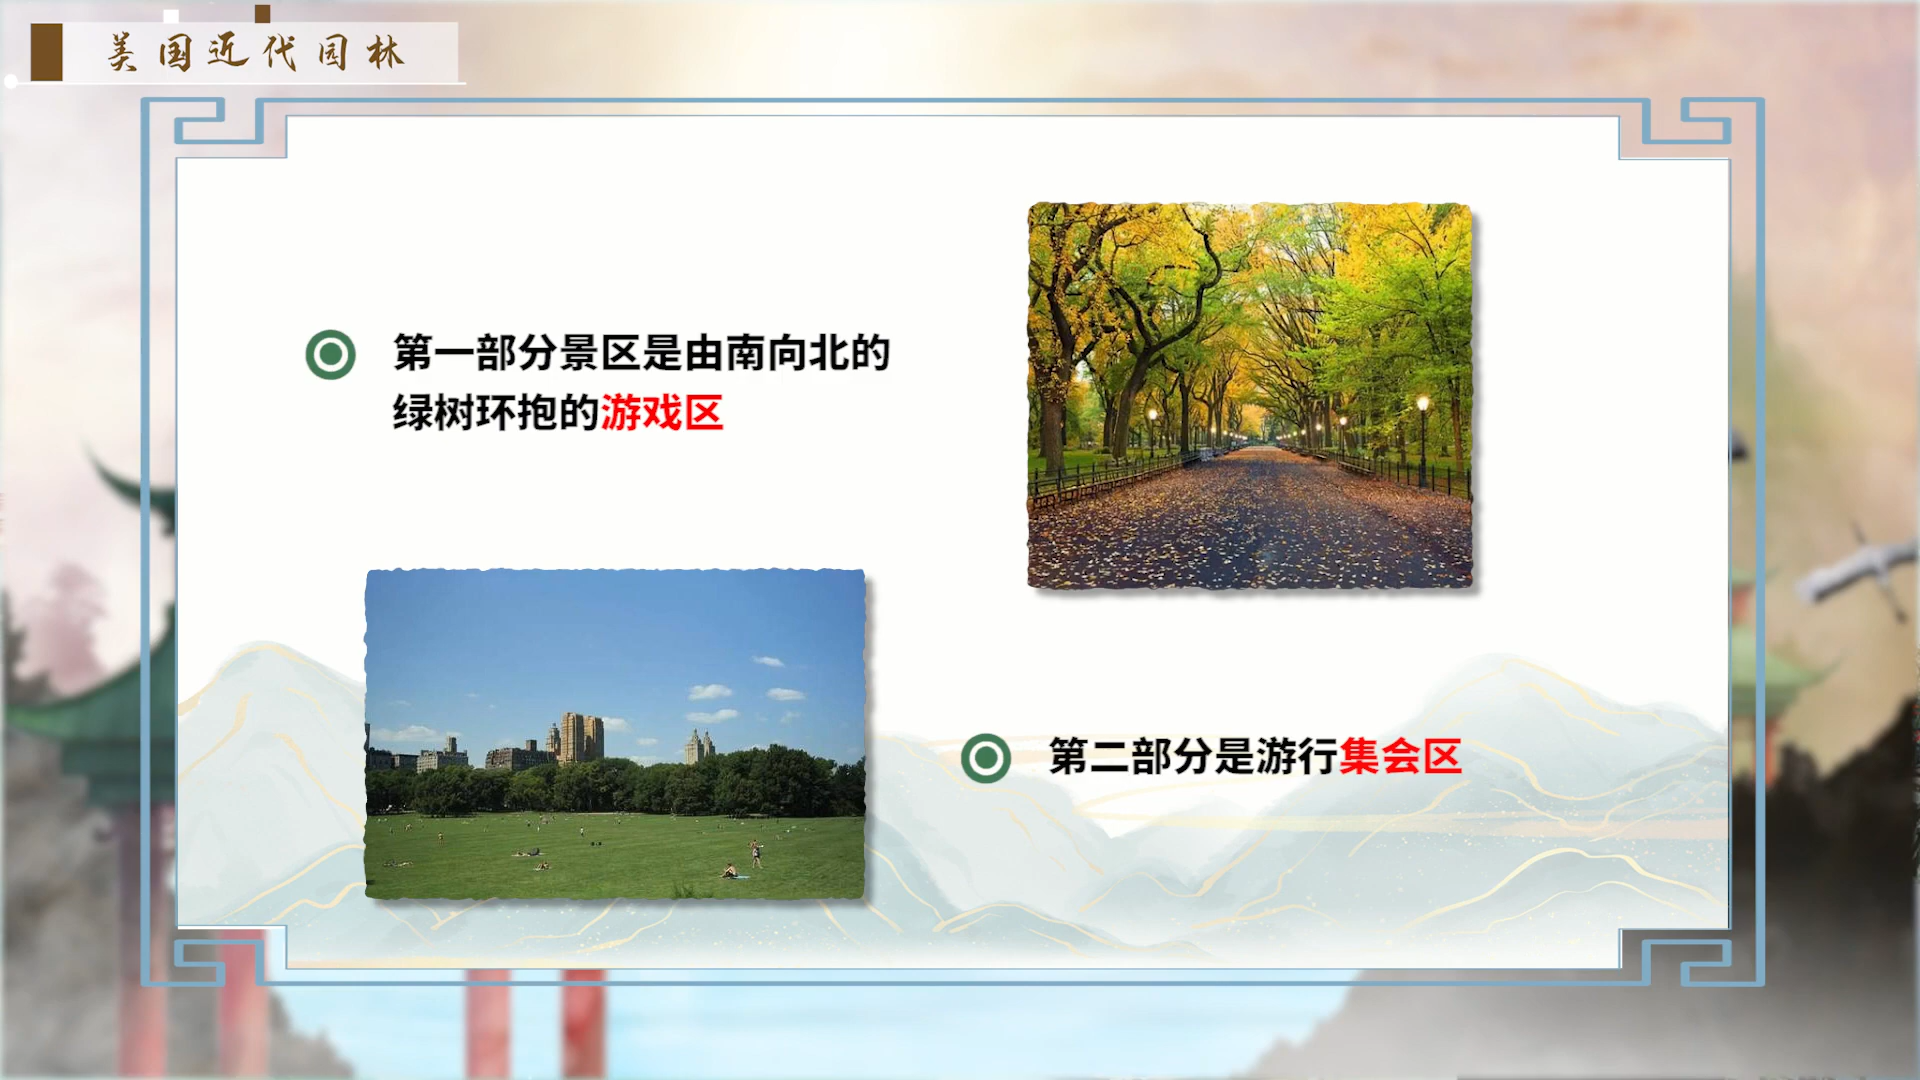 美国近代园林
第一部分景区是由南向北的
绿树环抱的游戏区
第二部分是游行集会区